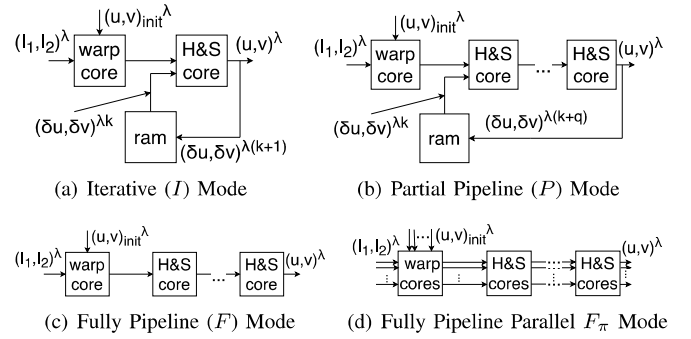 (u,v)init^λ
(I1,I2)^λ
warp core
H&S core
(u,v)^λ
(δu,δv)^λk
ram
(δu,δv)^λ(k+1)
(a) Iterative (I) Mode
(u,v)init^λ
(I1,I2)^λ
warp core
H&S core
...
H&S core
(u,v)^λ
(δu,δv)^λk
ram
(δu,δv)^λ(k+q)
(b) Partial Pipeline (P) Mode
(u,v)init^λ
(I1,I2)^λ
warp core
H&S core
...
H&S core
(u,v)^λ
(c) Fully Pipeline (F) Mode
... (u,v)init^λ
(I1,I2)^λ
warp cores
H&S cores
H&S cores
(u,v)^λ
(d) Fully Pipeline Parallel Fπ Mode